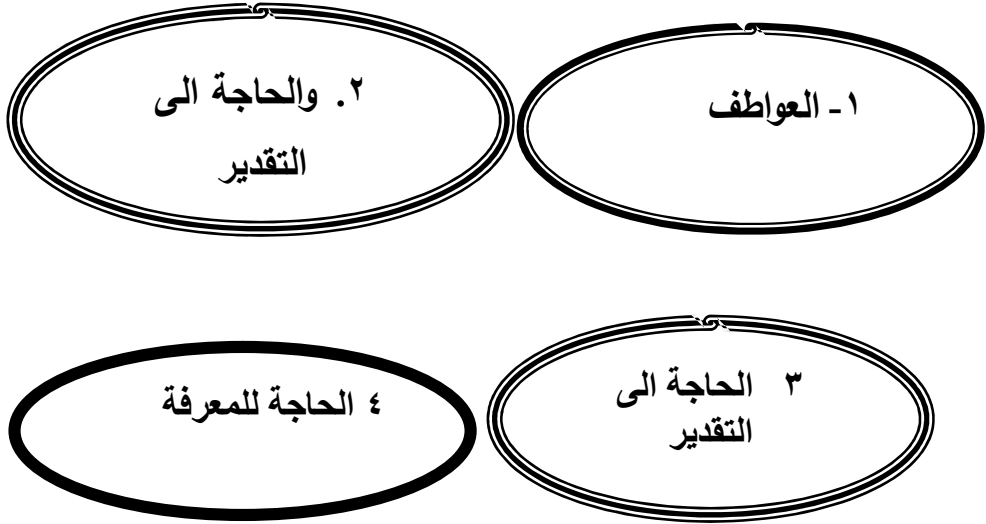 ١- العواطف
٢. والحاجة الى
التقدير
٣ الحاجة الى
التقدير
٤ الحاجة للمعرفة